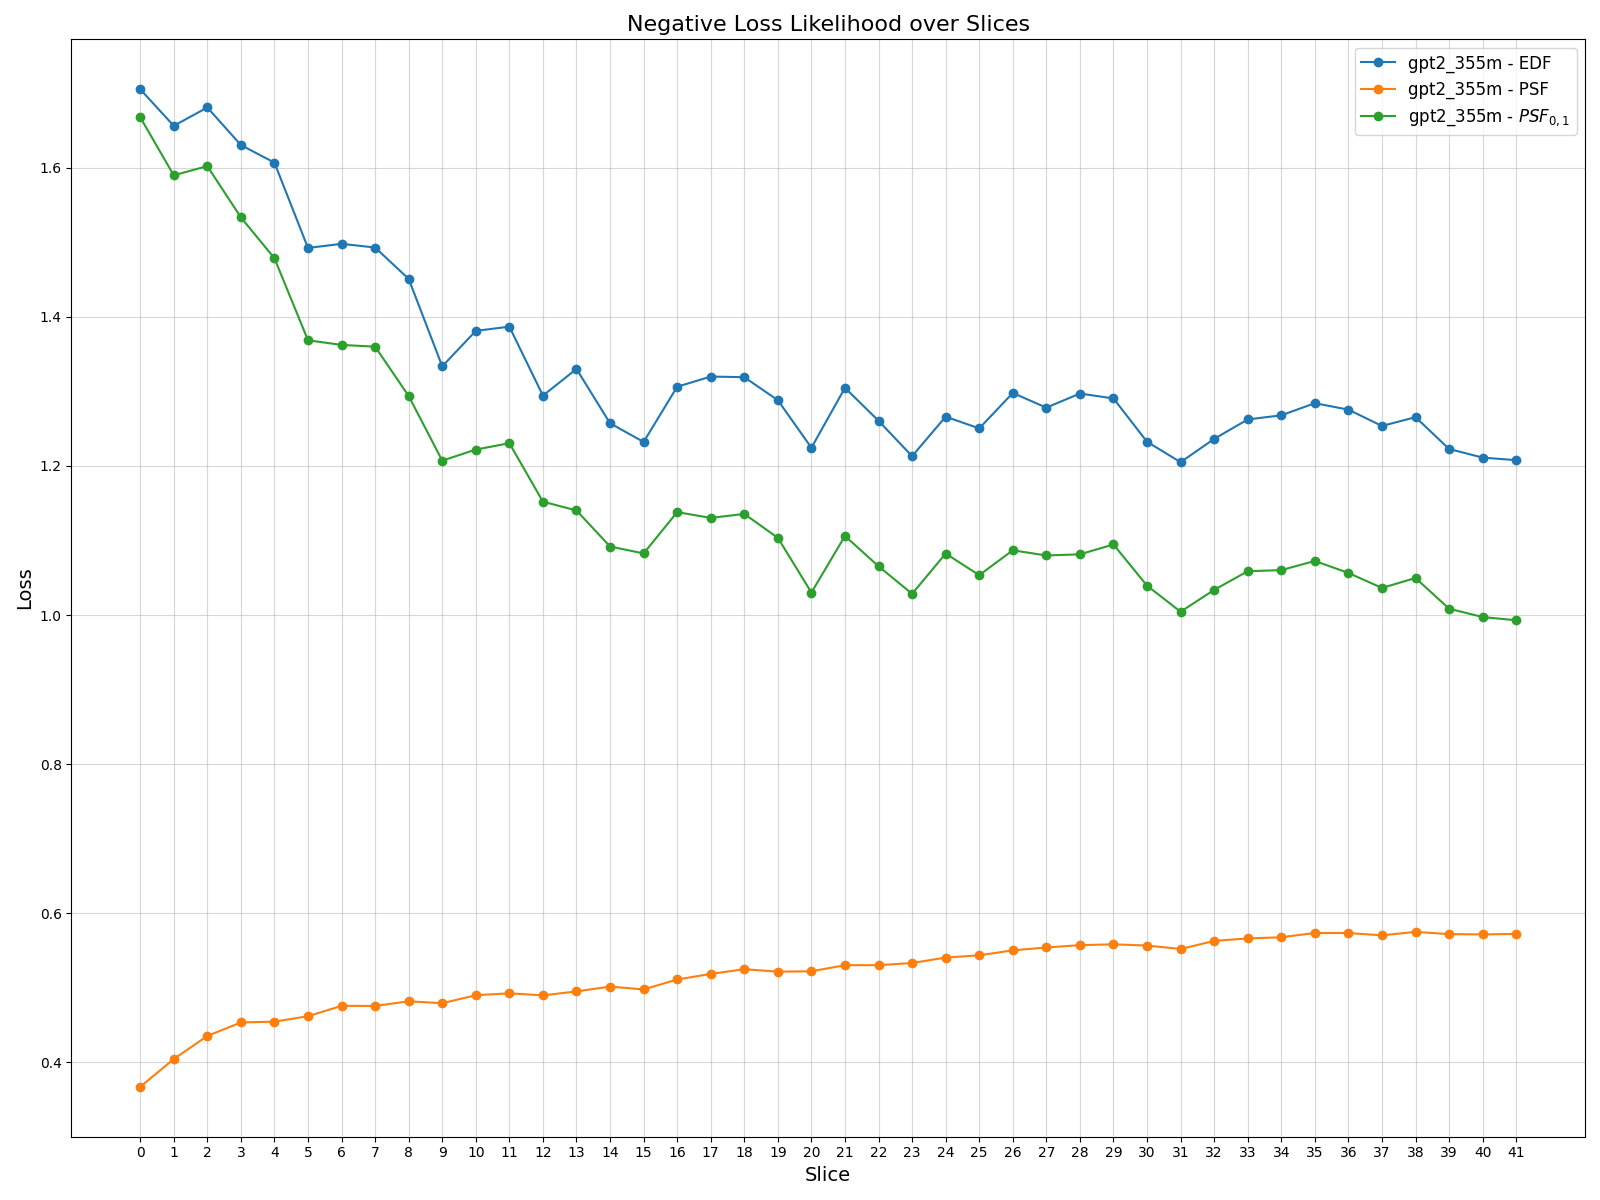 Negative Loss Likelihood over Slices
gpt2_355m - EDF
gpt2_355m - PSF
gpt2_355m - PSF0,1
1.6
1.4
1.2
1.0
0.8
0.6
0.4
Loss
0 1 2 3 4 5 6 7 8 9 10 11 12 13 14 15 16 17 18 19 20 21 22 23 24 25 26 27 28 29 30 31 32 33 34 35 36 37 38 39 40 41
Slice